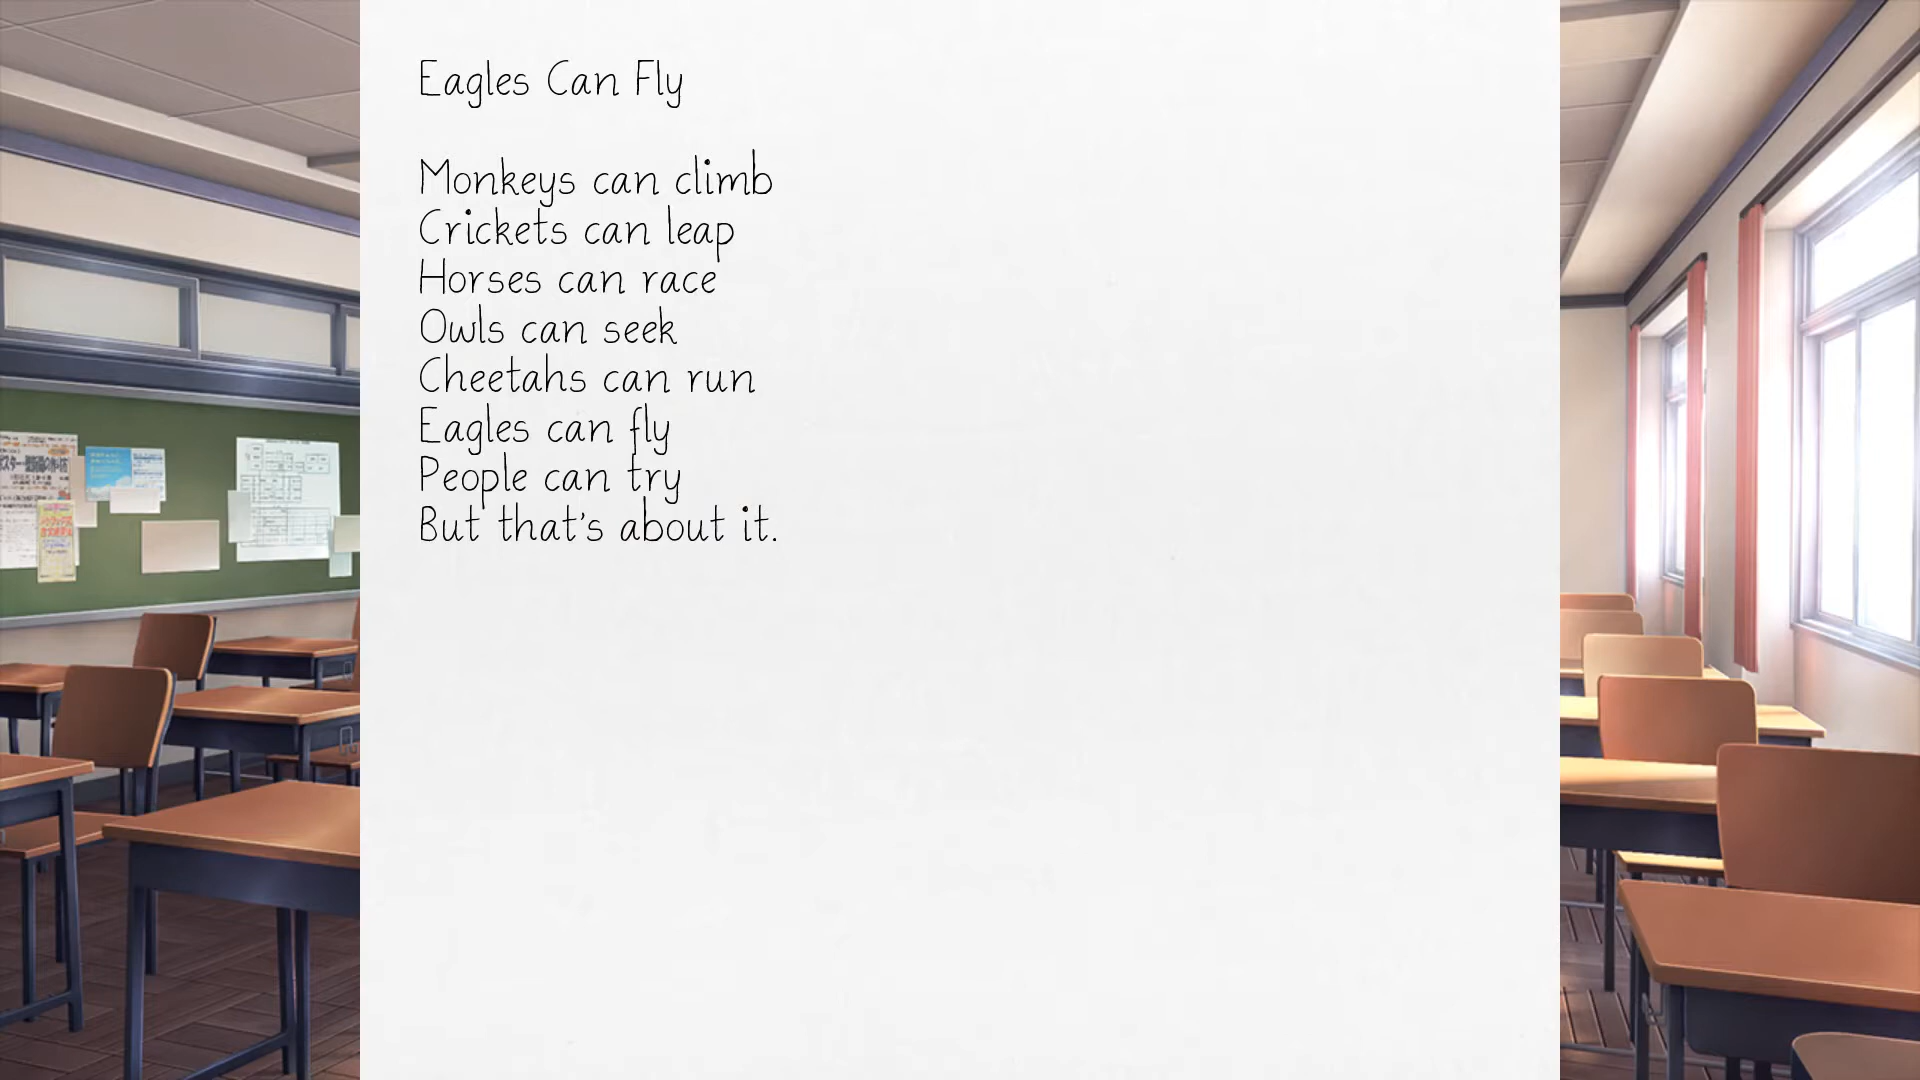 Eagles Can Fly
Monkeys can climb
Crickets can leap
Horses can race
Owls can seek
Cheetahs can run
Eagles can fly
People can try
But that's about it.